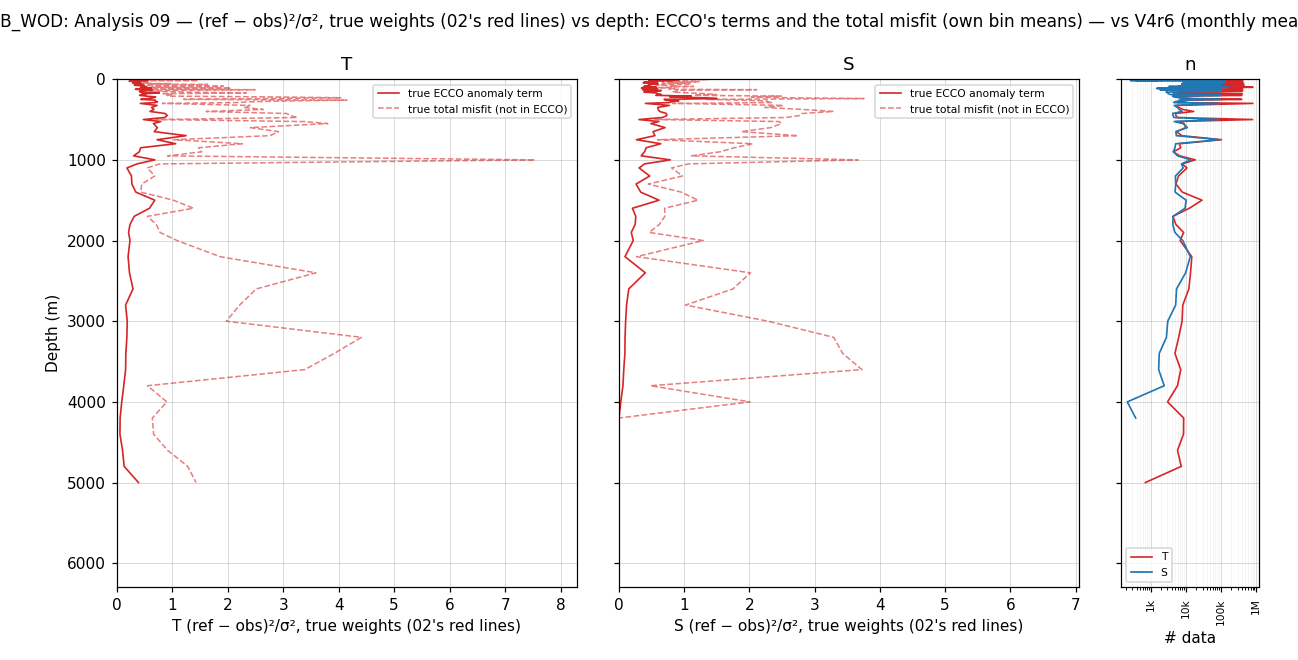 B_WOD: Analysis 09 — (ref − obs)²/σ², true weights (02's red lines) vs depth: ECCO's terms and the total misfit (own bin means) — vs V4r6 (monthly mea
T
S
n
true ECCO anomaly term
true total misfit (not in ECCO)
true ECCO anomaly term
true total misfit (not in ECCO)
0
1000
2000
3000
4000
5000
6000
Depth (m)
T
S
0 1 2 3 4 5 6 7 8
0 1 2 3 4 5 6 7
1k 10k 100k 1M
T (ref − obs)²/σ², true weights (02's red lines)
S (ref − obs)²/σ², true weights (02's red lines)
# data